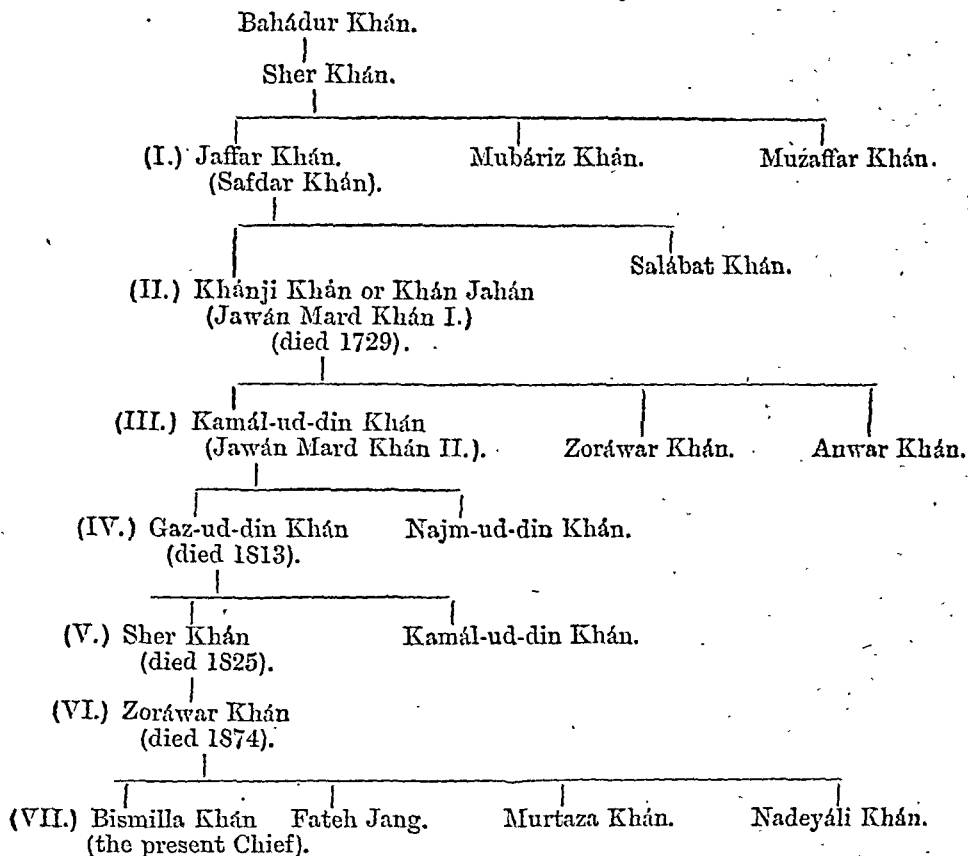 Bahádur Khán.
Sher Khán.
(I.) Jaffar Khán. Mubáriz Khán. Muzaffar Khán.
(Safdar Khán).
Salábat Khán.
(II.) Khánji Khán or Khán Jahán
(Jawán Mard Khán I.)
(died 1729).
(III.) Kamál-ud-din Khán
(Jawán Mard Khán II.). Zoráwar Khán. Anwar Khán.
(IV.) Gaz-ud-dín Khán Najm-ud-din Khán.
(died 1813).
(V.) Sher Khán Kamál-ud-din Khán.
(died 1825).
(VI.) Zoráwar Khán
(died 1874).
(VII.) Bismilla Khán Fateh Jang. Murtaza Khán. Nadeyáli Khán.
(the present Chief).